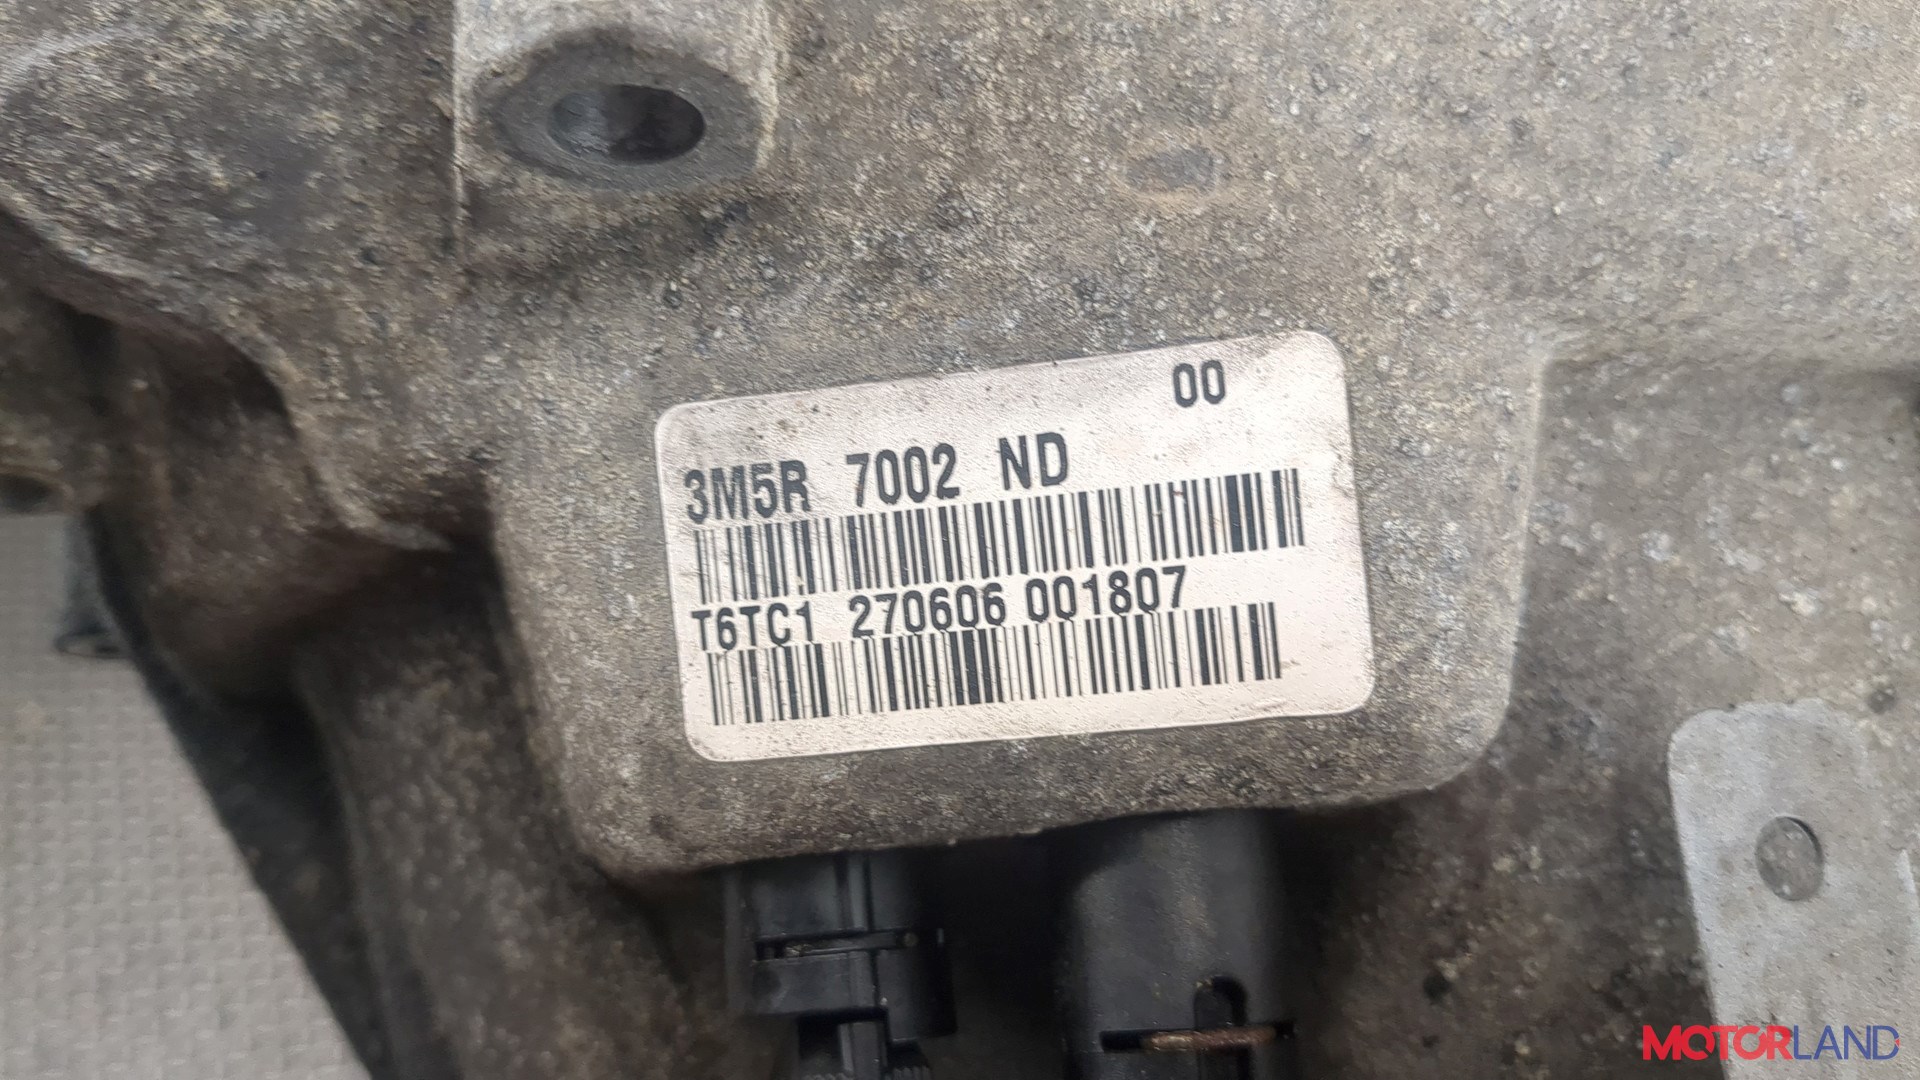 00
3M5R 7002 ND
T6TC1 270606 001807
MOTORLAND